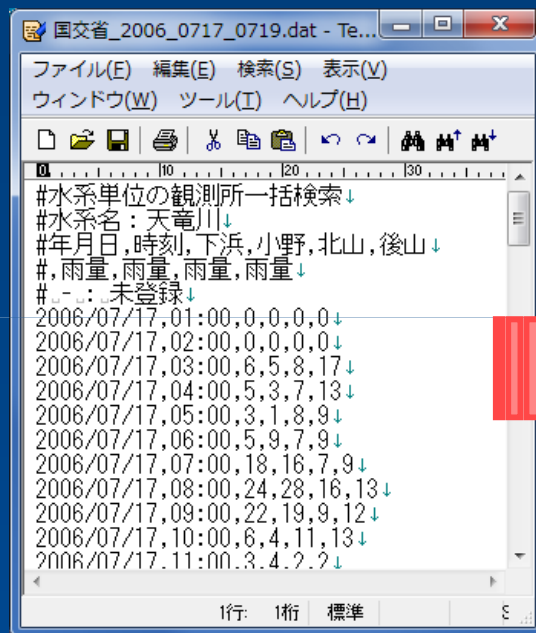 国交省_2006_0717_0719.dat - Te...
ファイル(F) 編集(E) 検索(S) 表示(V)
ウィンドウ(W) ツール(T) ヘルプ(H)
0 10 20 30
#水系単位の観測所一括検索↓
#水系名：天竜川↓
#年月日,時刻,下浜,小野,北山,後山↓
#,雨量,雨量,雨量,雨量↓
# - : 未登録↓
2006/07/17,01:00,0,0,0,0↓
2006/07/17,02:00,0,0,0,0↓
2006/07/17,03:00,6,5,8,17↓
2006/07/17,04:00,5,3,7,13↓
2006/07/17,05:00,3,1,8,9↓
2006/07/17,06:00,5,9,7,9↓
2006/07/17,07:00,18,16,7,9↓
2006/07/17,08:00,24,28,16,13↓
2006/07/17,09:00,22,19,9,12↓
2006/07/17,10:00,6,4,11,13↓
2006/07/17,11:00,3,4,2,2↓
1行: 1桁 標準